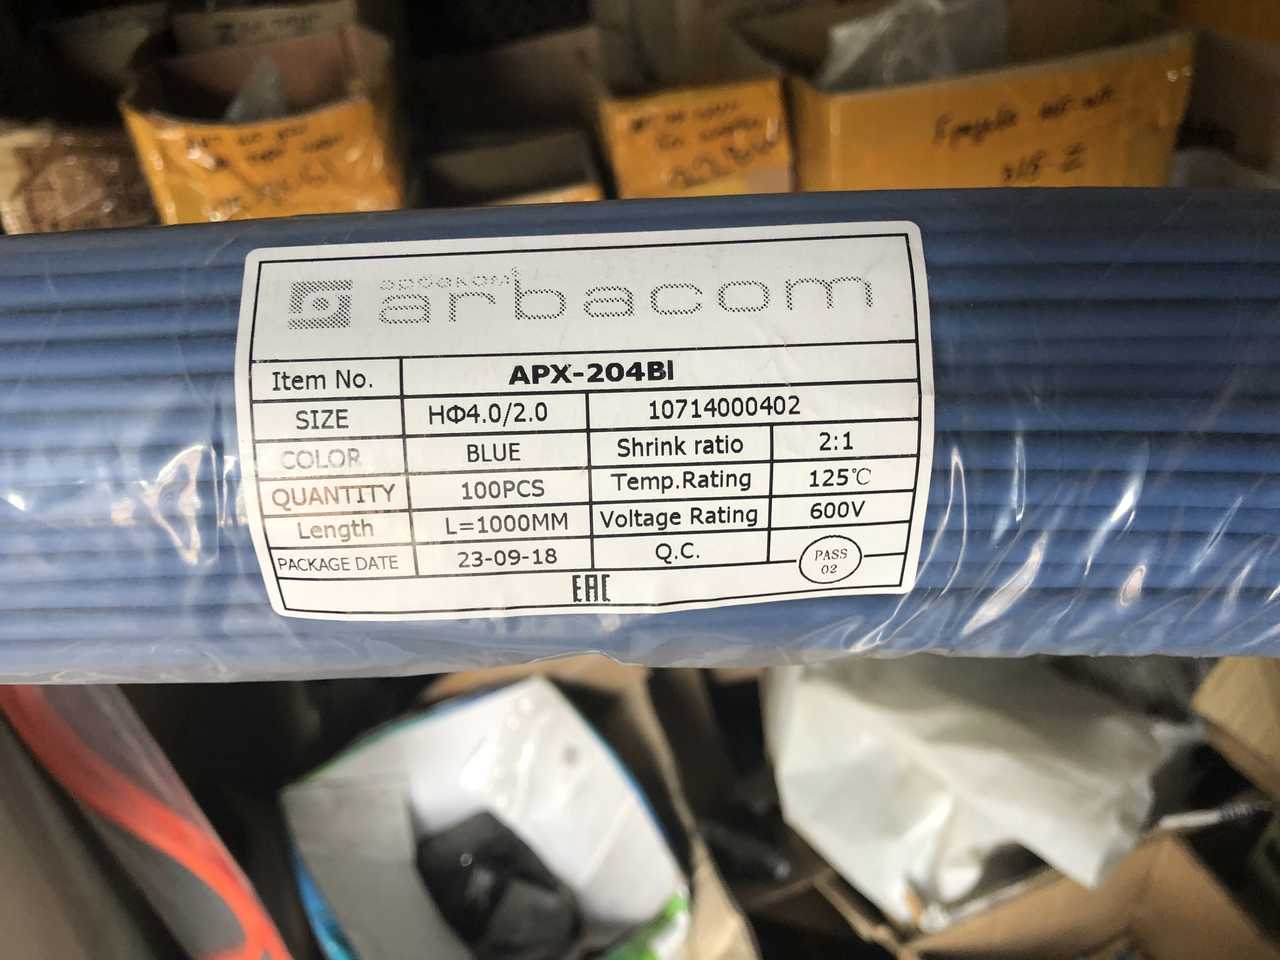 арбаком
arbacom
Item No. APX-204Bl
SIZE HΦ4.0/2.0 10714000402
COLOR BLUE Shrink ratio 2:1
QUANTITY 100PCS Temp.Rating 125℃
Length L=1000MM Voltage Rating 600V
PACKAGE DATE 23-09-18 Q.C. PASS 02
EAC